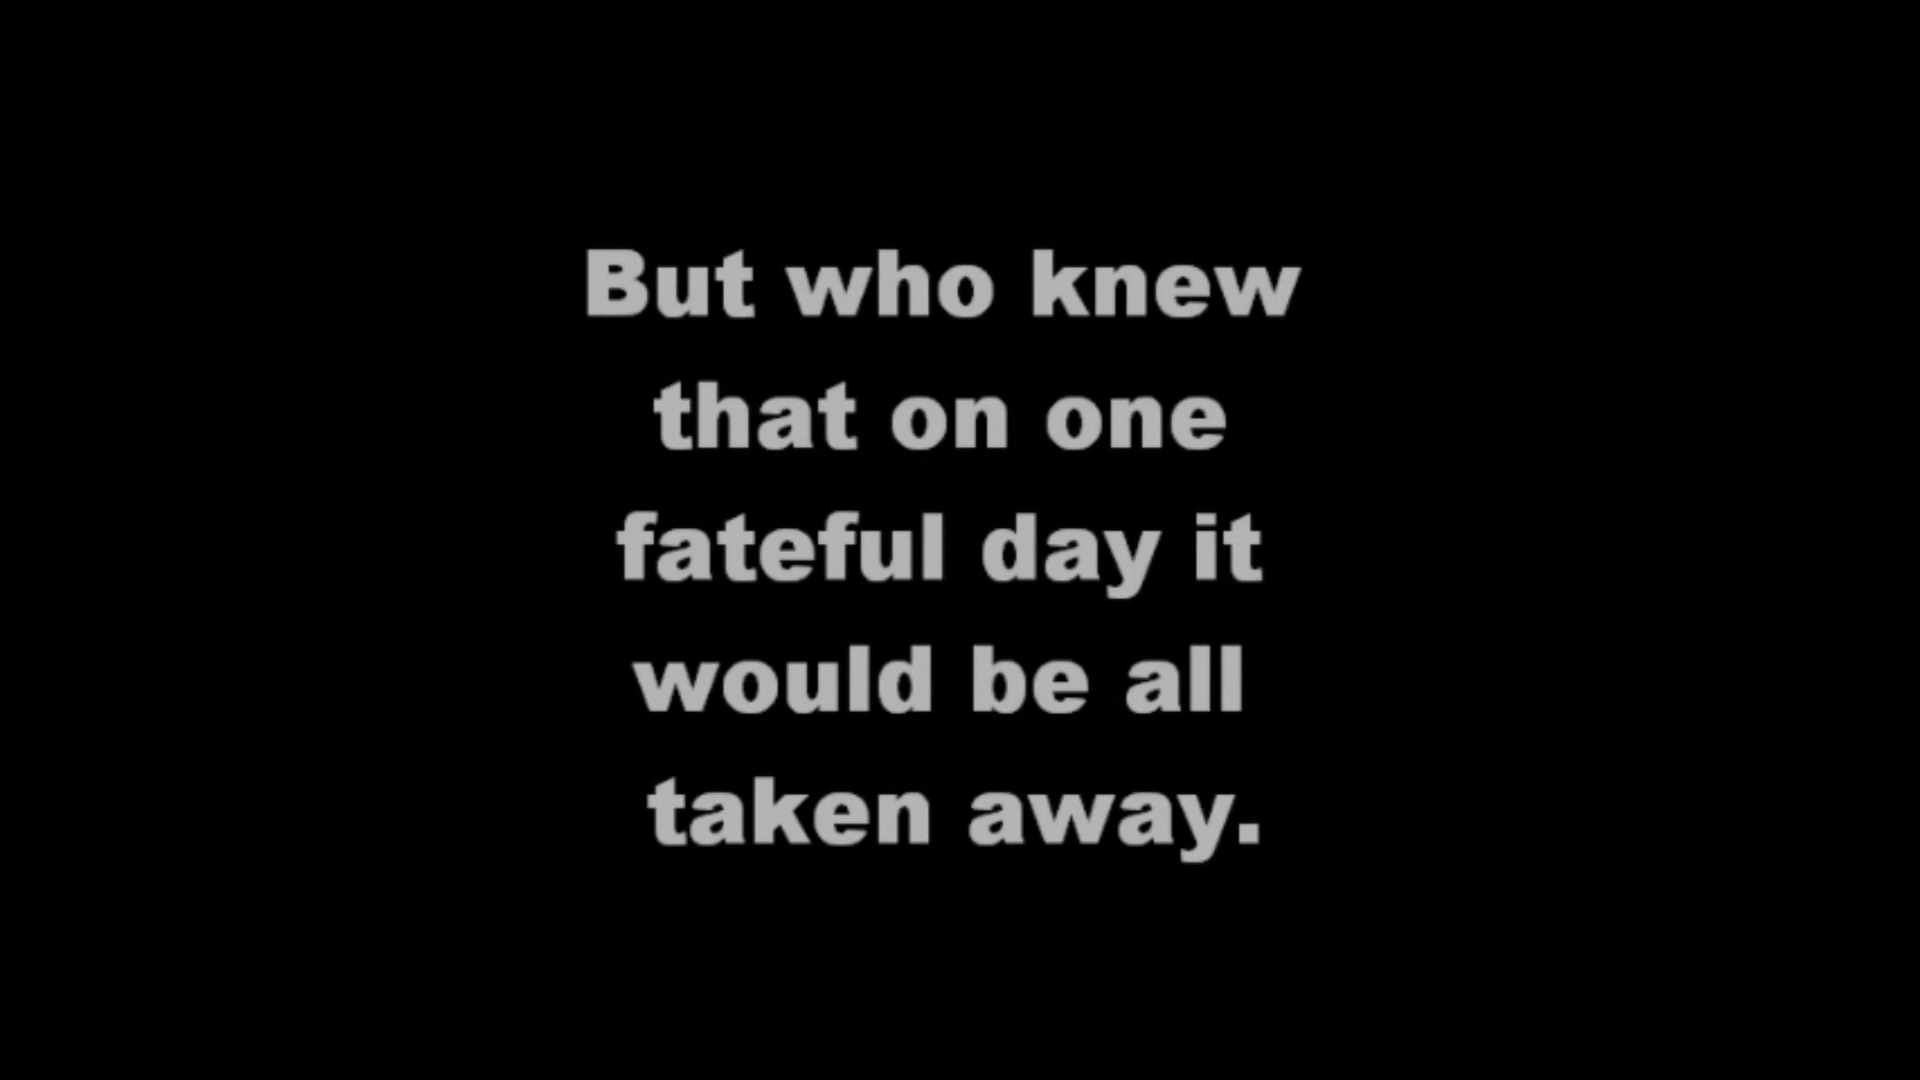 But who knew
that on one
fateful day it
would be all
taken away.